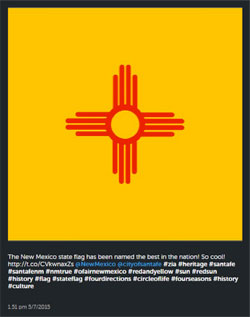 The New Mexico state flag has been named the best in the nation! So cool!
http://t.co/CVkwnaxZs @NewMexico @cityofsantafe #zia #heritage #santafe
#santafenm #nmtrue #ofairnewmexico #redandyellow #sun #redsun
#history #flag #stateflag #fourdirections #circleoflife #fourseasons #history
#culture
1:51 am 5/7/2015